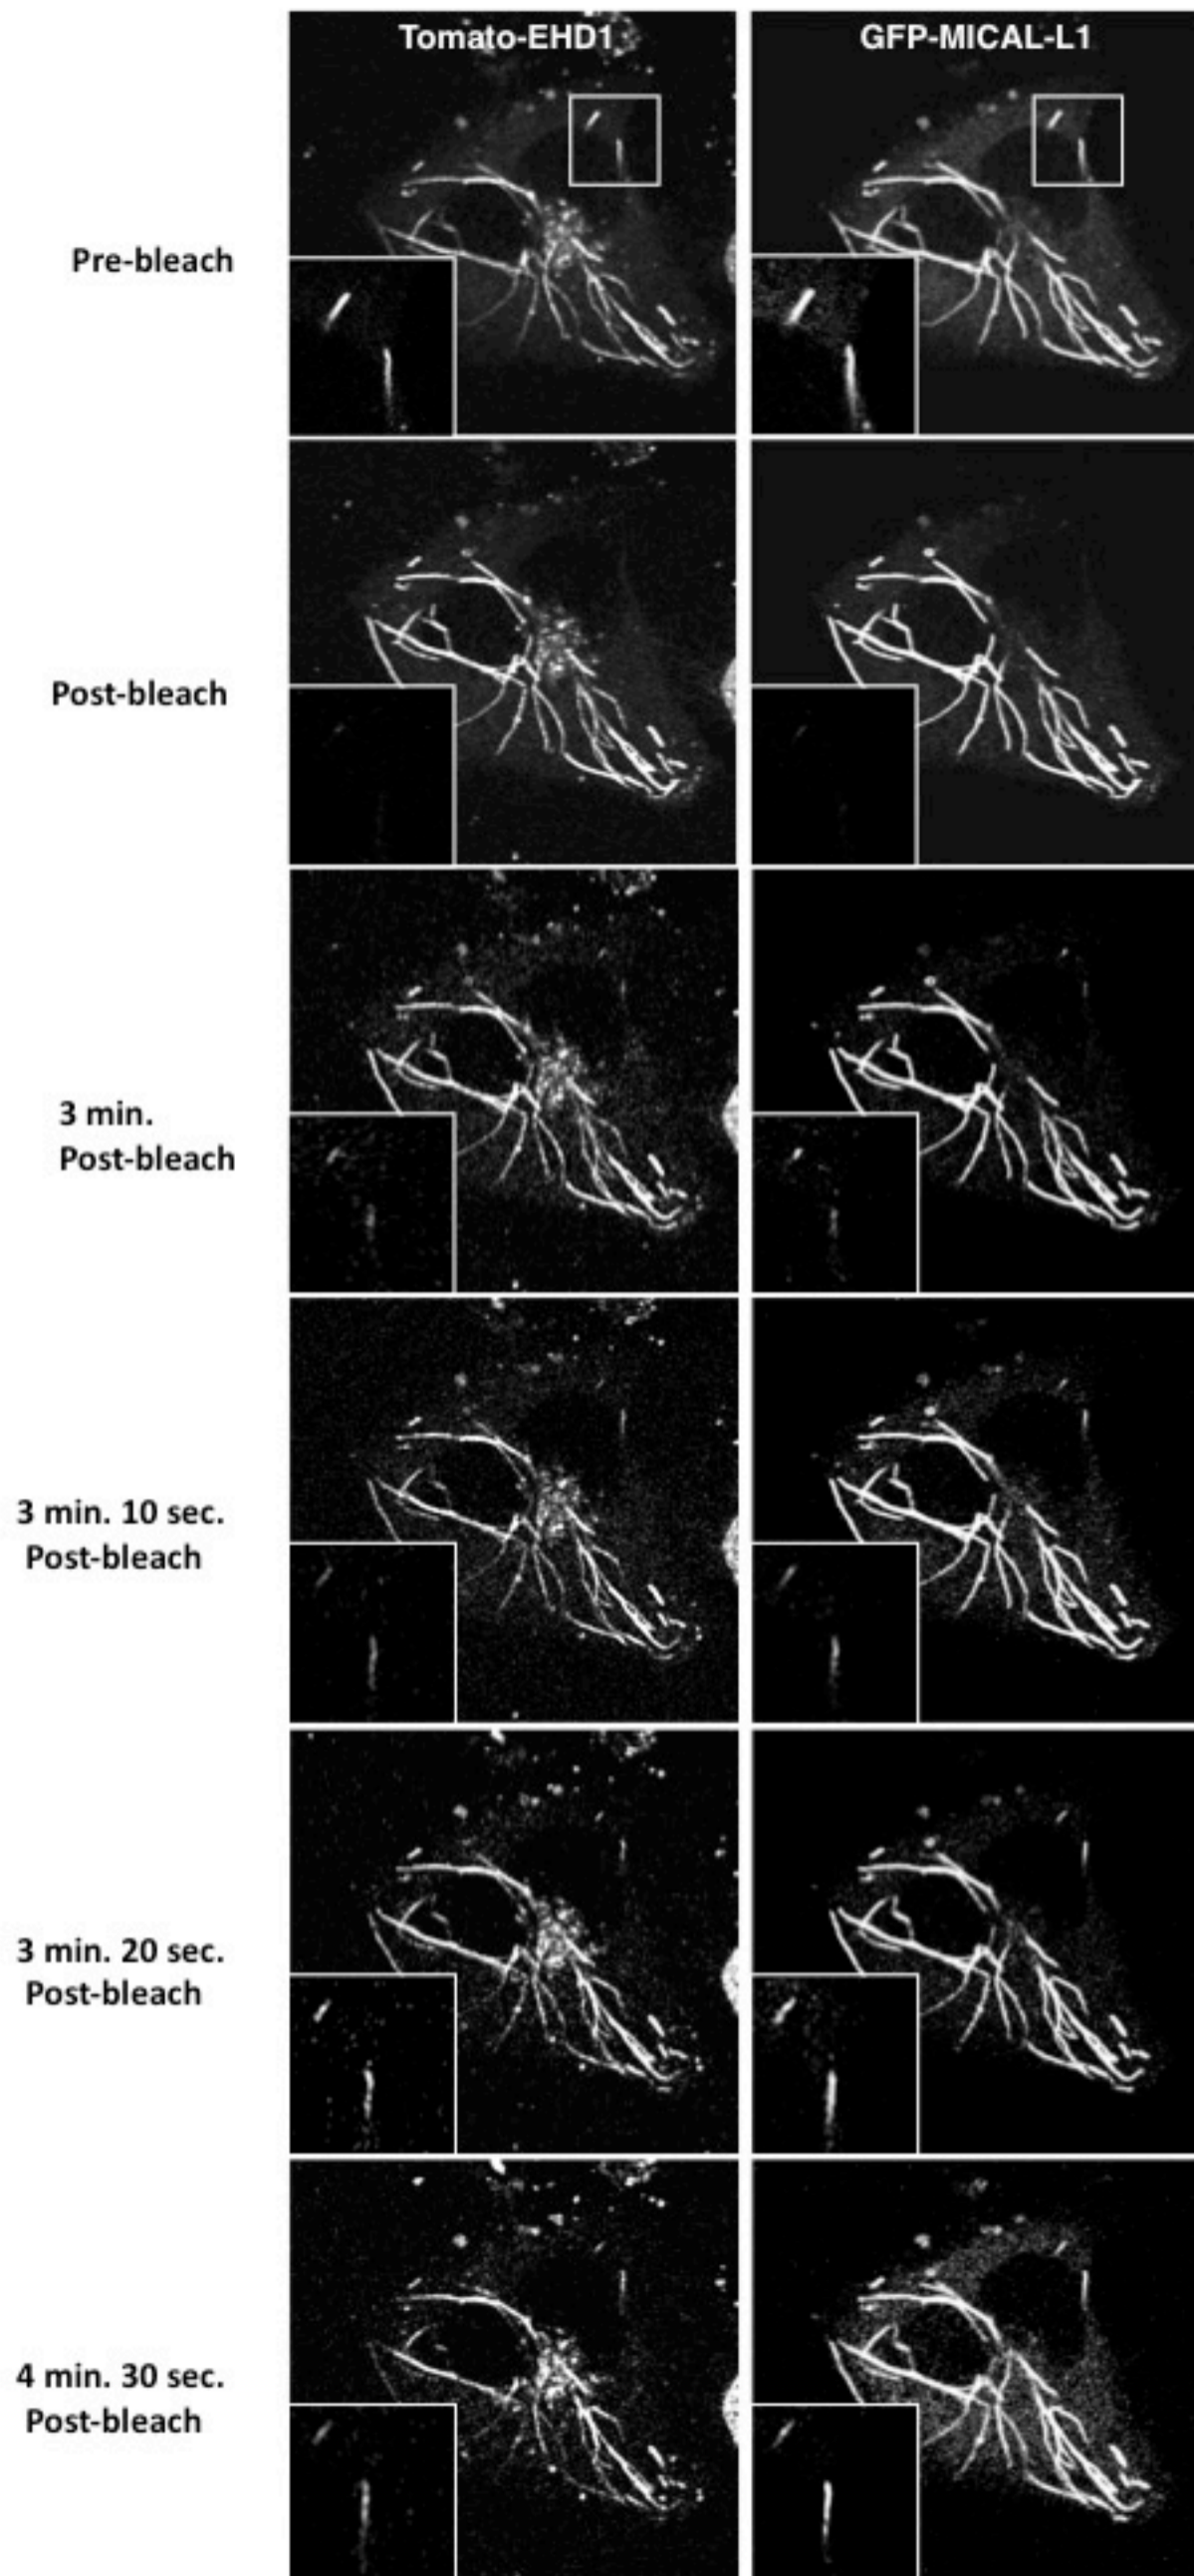 Tomato-EHD1
GFP-MICAL-L1
Pre-bleach
Post-bleach
3 min.
Post-bleach
3 min. 10 sec.
Post-bleach
3 min. 20 sec.
Post-bleach
4 min. 30 sec.
Post-bleach